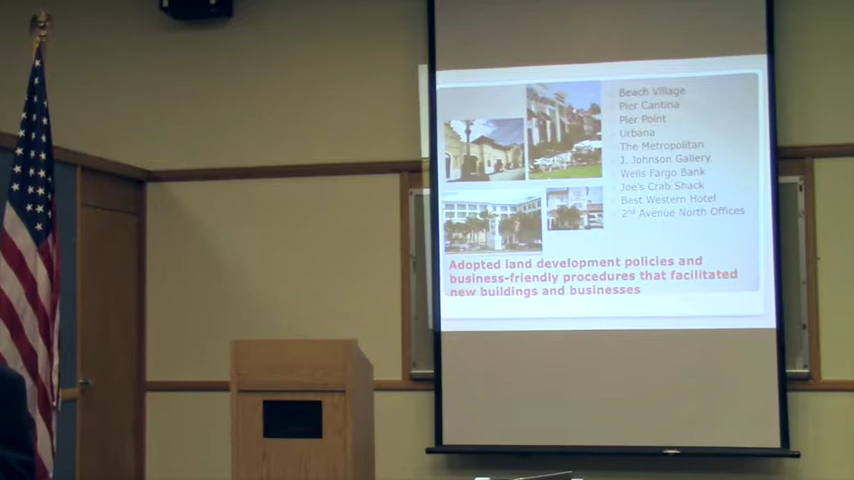 Beach Village
Pier Cantina
Pier Point
Urbana
The Metropolitan
J. Johnson Gallery
Wells Fargo Bank
Joe's Crab Shack
Best Western Hotel
2nd Avenue North Offices
Adopted land development policies and
business-friendly procedures that facilitated
new buildings and businesses